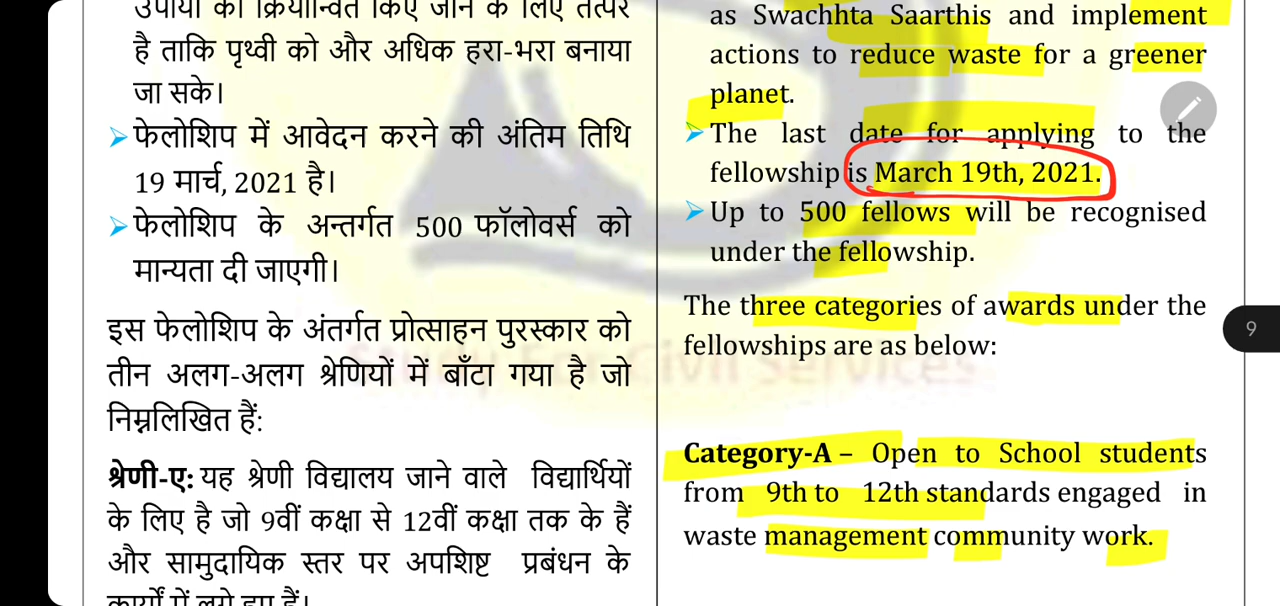 उपायों को क्रियान्वित किए जाने के लिए तत्पर
है ताकि पृथ्वी को और अधिक हरा-भरा बनाया
जा सके।
फेलोशिप में आवेदन करने की अंतिम तिथि
19 मार्च, 2021 है।
फेलोशिप के अन्तर्गत 500 फॉलोवर्स को
मान्यता दी जाएगी।
इस फेलोशिप के अंतर्गत प्रोत्साहन पुरस्कार को
तीन अलग-अलग श्रेणियों में बाँटा गया है जो
निम्नलिखित हैं:
श्रेणी-ए: यह श्रेणी विद्यालय जाने वाले विद्यार्थियों
के लिए है जो 9वीं कक्षा से 12वीं कक्षा तक के हैं
और सामुदायिक स्तर पर अपशिष्ट प्रबंधन के
कार्यों में लगे हुए हैं।
as Swachhta Saarthis and implement
actions to reduce waste for a greener
planet.
The last date for applying to the
fellowship is March 19th, 2021.
Up to 500 fellows will be recognised
under the fellowship.
The three categories of awards under the
fellowships are as below:
Category-A – Open to School students
from 9th to 12th standards engaged in
waste management community work.
Study For Civil Services
9